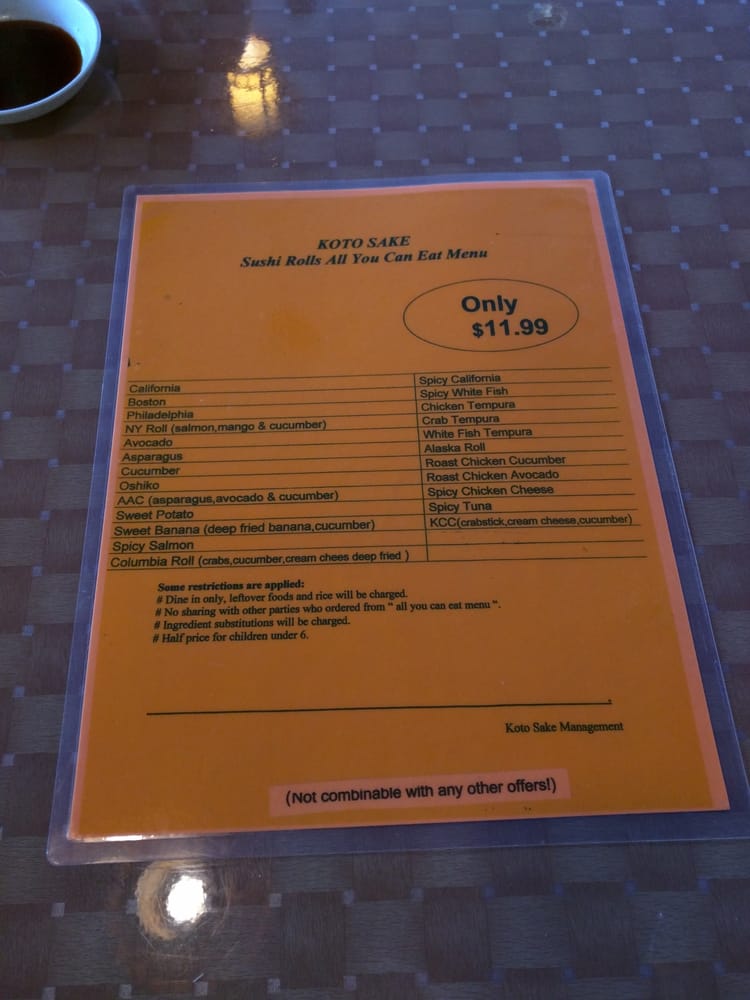 KOTO SAKE
Sushi Rolls All You Can Eat Menu
Only
$11.99
California
Boston
Philadelphia
NY Roll (salmon,mango & cucumber)
Avocado
Asparagus
Cucumber
Oshiko
AAC (asparagus,avocado & cucumber)
Sweet Potato
Sweet Banana (deep fried banana,cucumber)
Spicy Salmon
Columbia Roll (crabs,cucumber,cream chees deep fried )
Spicy California
Spicy White Fish
Chicken Tempura
Crab Tempura
White Fish Tempura
Alaska Roll
Roast Chicken Cucumber
Roast Chicken Avocado
Spicy Chicken Cheese
Spicy Tuna
KCC(crabstick,cream cheese,cucumber)
Some restrictions are applied:
# Dine in only, leftover foods and rice will be charged.
# No sharing with other parties who ordered from “ all you can eat menu “.
# Ingredient substitutions will be charged.
# Half price for children under 6.
Koto Sake Management
(Not combinable with any other offers!)